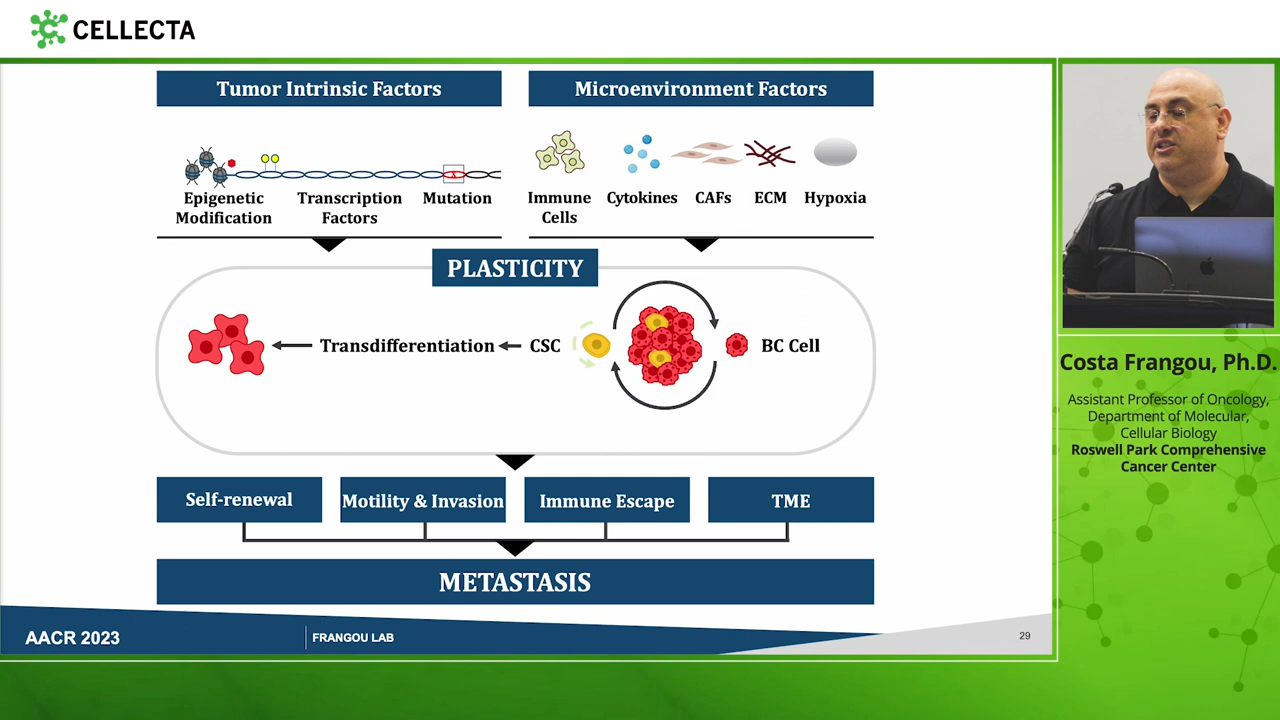 CELLECTA
Tumor Intrinsic Factors
Microenvironment Factors
Epigenetic
Modification
Transcription
Factors
Mutation
X
Immune
Cells
Cytokines
CAFs
ECM
Hypoxia
PLASTICITY
Transdifferentiation
CSC
BC Cell
Self-renewal
Motility & Invasion
Immune Escape
TME
METASTASIS
AACR 2023
FRANGOU LAB
29
Costa Frangou, Ph.D.
Assistant Professor of Oncology,
Department of Molecular,
Cellular Biology
Roswell Park Comprehensive
Cancer Center